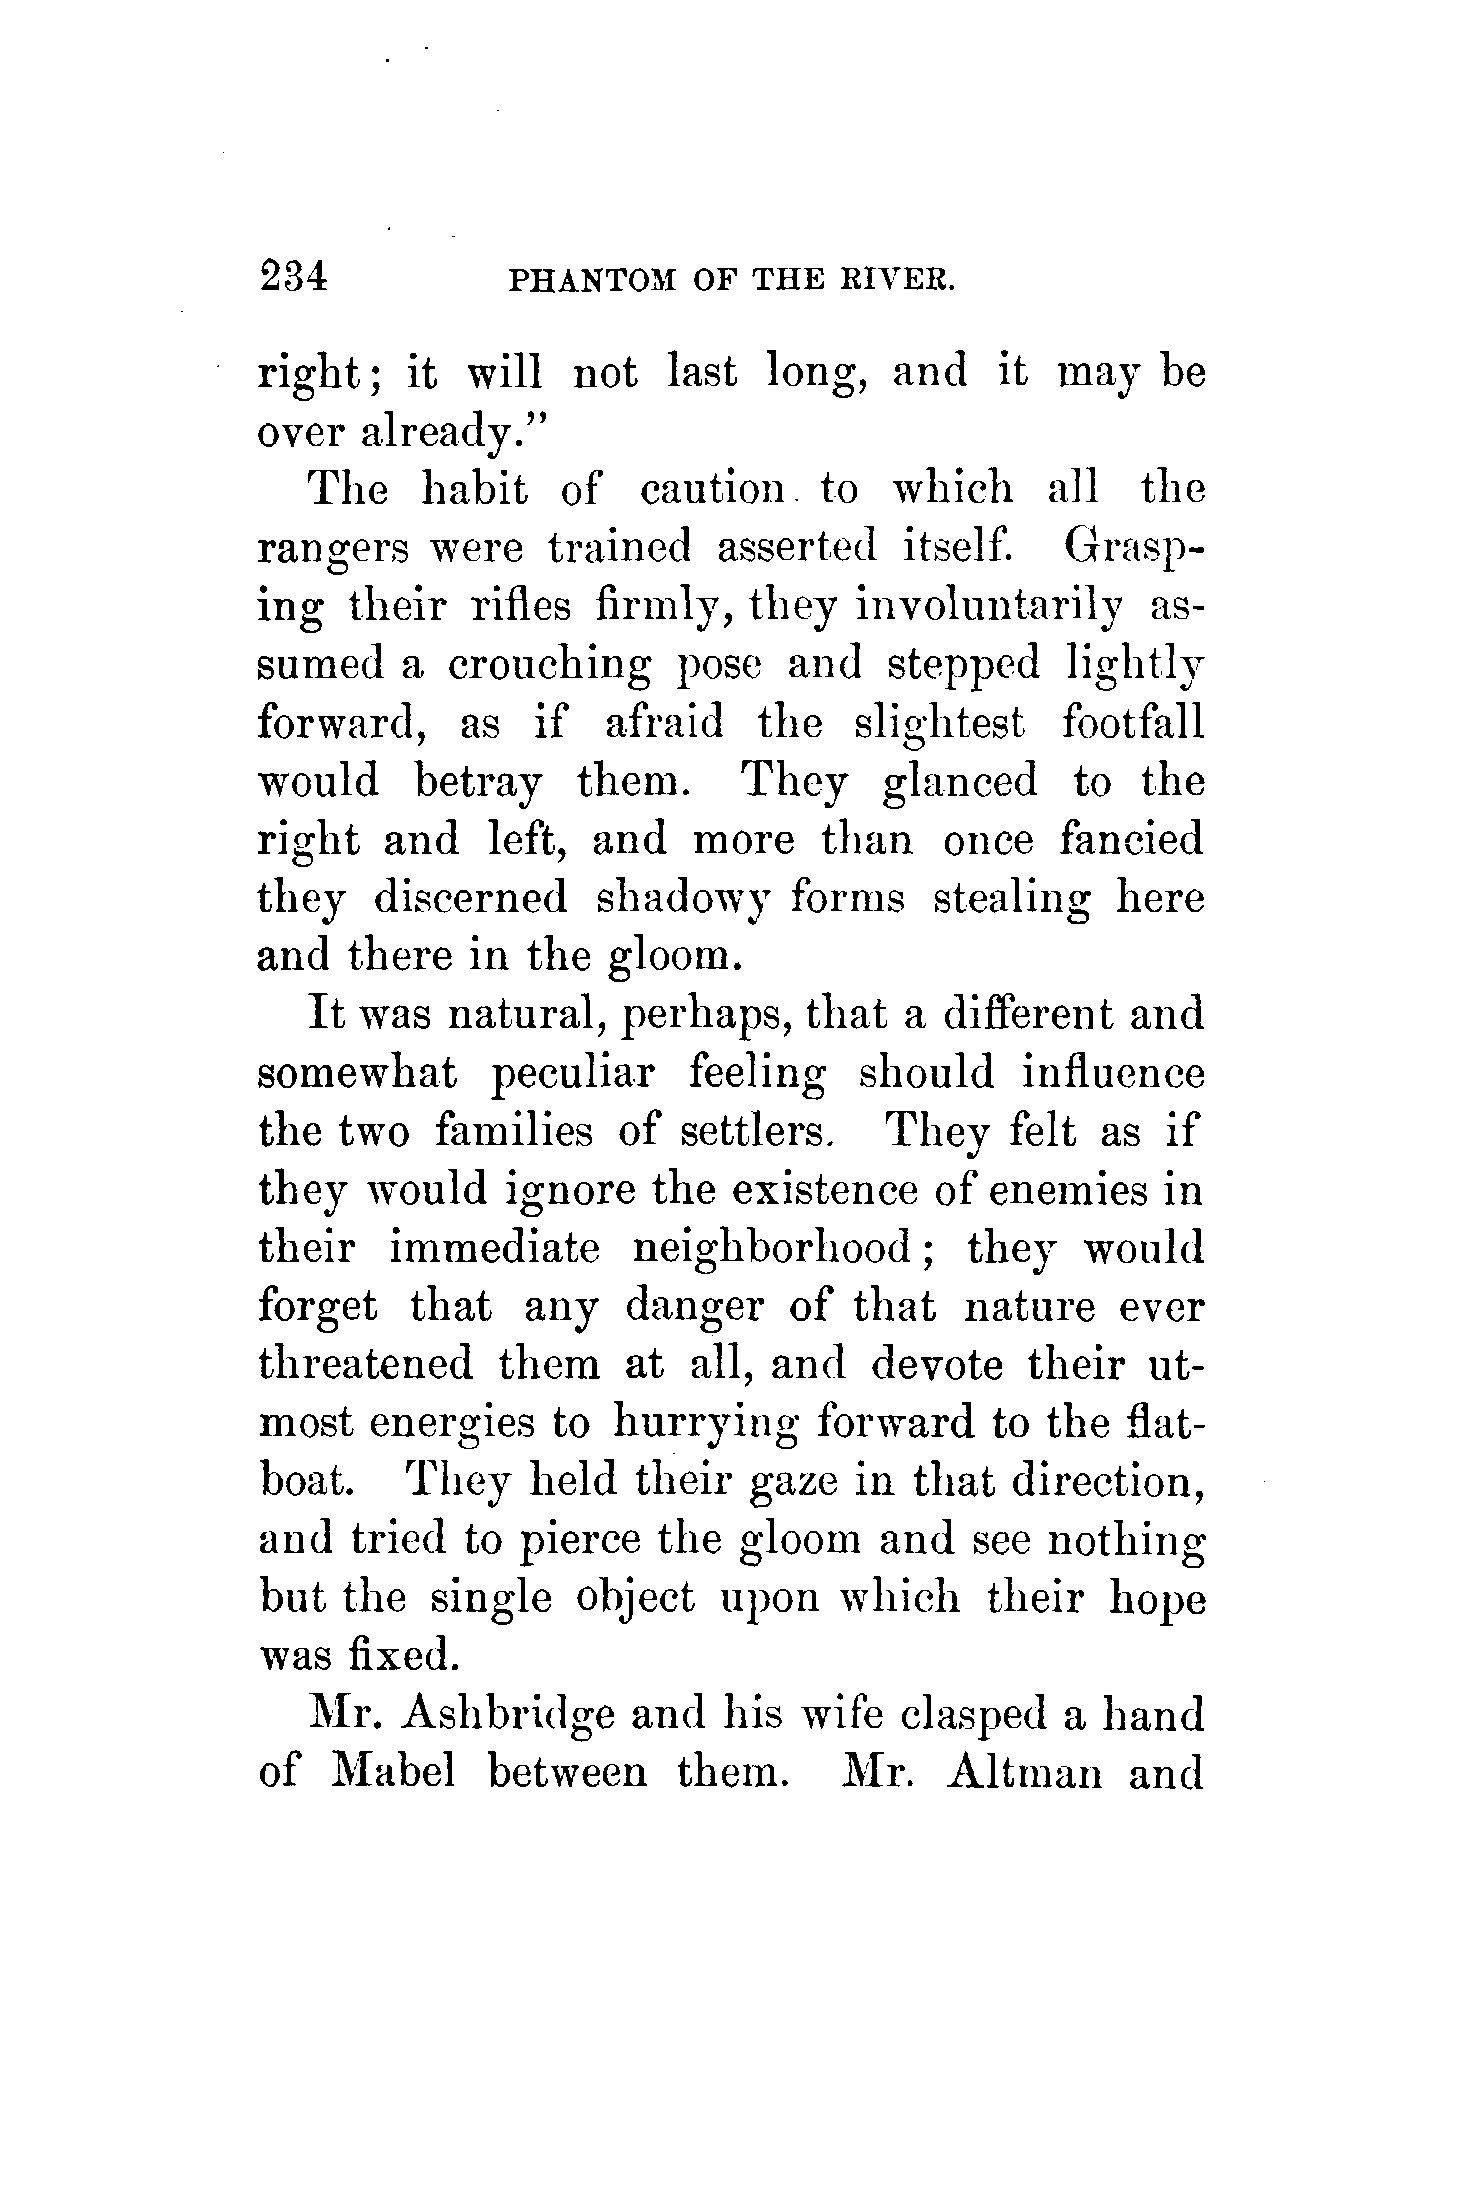 234 PHANTOM OF THE RIVER.
right; it will not last long, and it may be
over already."
The habit of caution to which all the
rangers were trained asserted itself. Grasp-
ing their rifles firmly, they involuntarily as-
sumed a crouching pose and stepped lightly
forward, as if afraid the slightest footfall
would betray them. They glanced to the
right and left, and more than once fancied
they discerned shadowy forms stealing here
and there in the gloom.
It was natural, perhaps, that a different and
somewhat peculiar feeling should influence
the two families of settlers. They felt as if
they would ignore the existence of enemies in
their immediate neighborhood; they would
forget that any danger of that nature ever
threatened them at all, and devote their ut-
most energies to hurrying forward to the flat-
boat. They held their gaze in that direction,
and tried to pierce the gloom and see nothing
but the single object upon which their hope
was fixed.
Mr. Ashbridge and his wife clasped a hand
of Mabel between them. Mr. Altman and